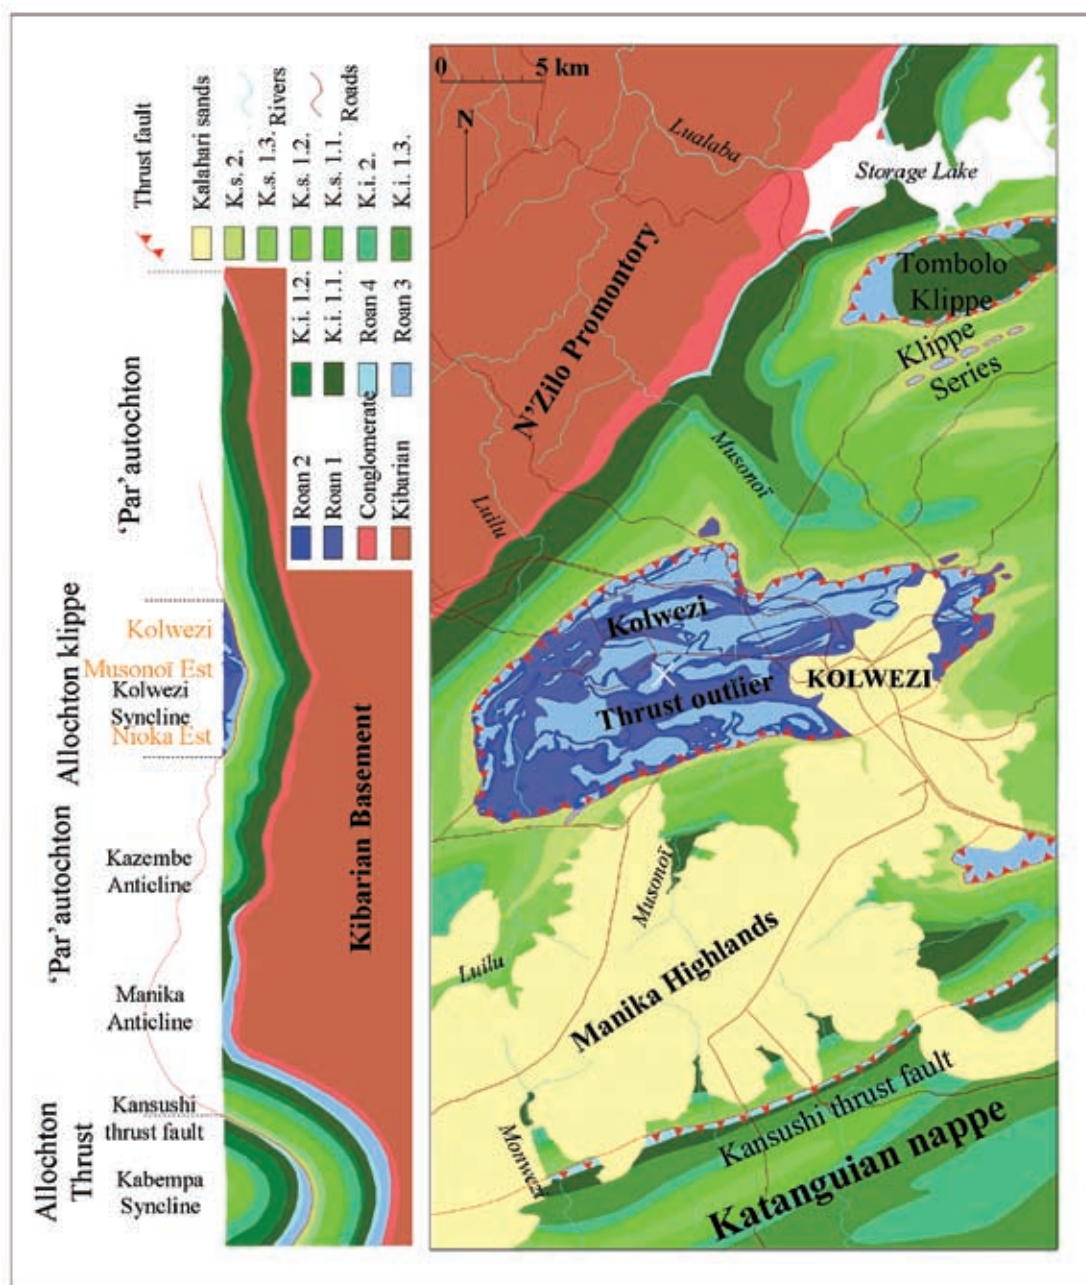 Thrust fault
Kalahari sands
K.s. 2.
K.s. 1.3.
K.s. 1.2.
K.s. 1.1.
K.i. 2.
K.i. 1.3.
Rivers
Roads
K.i. 1.2.
K.i. 1.1.
Roan 4
Roan 3
Roan 2
Roan 1
Conglomerate
Kibarian
'Par' autochton
Allochton klippe
'Par' autochton
Allochton
Thrust
Kolwezi
Musonoï Est
Kolwezi
Syncline
Nioka Est
Kazembe
Anticline
Manika
Anticline
Kansushi
thrust fault
Kabempa
Syncline
Kibarian Basement
0 5 km
N
Lualaba
Storage Lake
N'Zilo Promontory
Tombolo
Klippe
Klippe
Series
Musonoï
Luilu
Kolwezi
Thrust outlier
KOLWEZI
Musonoï
Luilu
Manika Highlands
Monwezi
Kansushi thrust fault
Katanguian nappe